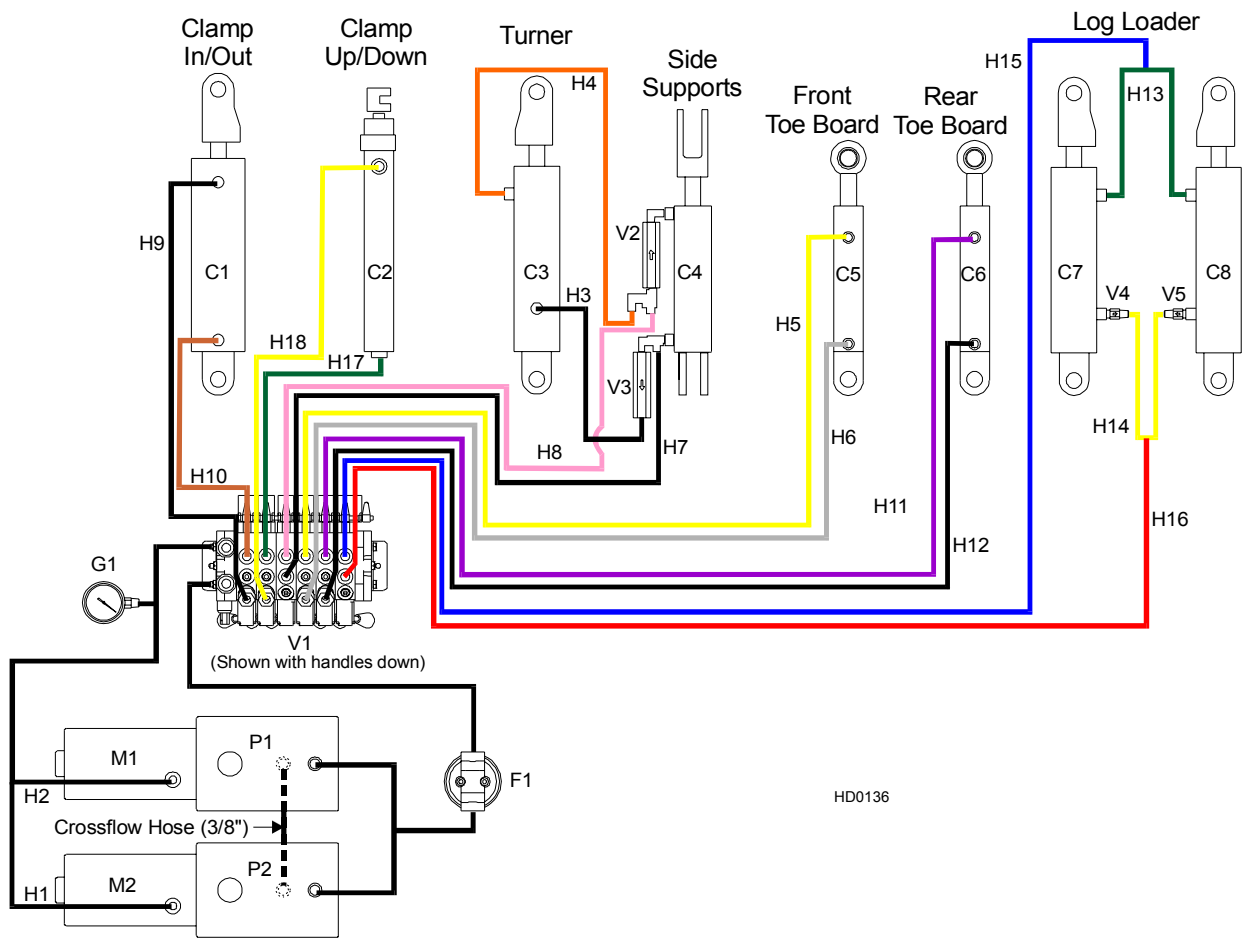 Clamp
In/Out
Clamp
Up/Down
Turner
Side
Supports
Front
Toe Board
Rear
Toe Board
Log Loader
H4
H15
H13
H9
C1
C2
C3
V2
C4
C5
C6
C7
C8
V4
V5
H3
H5
H18
H17
V3
H6
H14
H8
H7
H10
H11
H16
H12
G1
V1
(Shown with handles down)
M1
P1
F1
H2
HD0136
Crossflow Hose (3/8")
M2
P2
H1